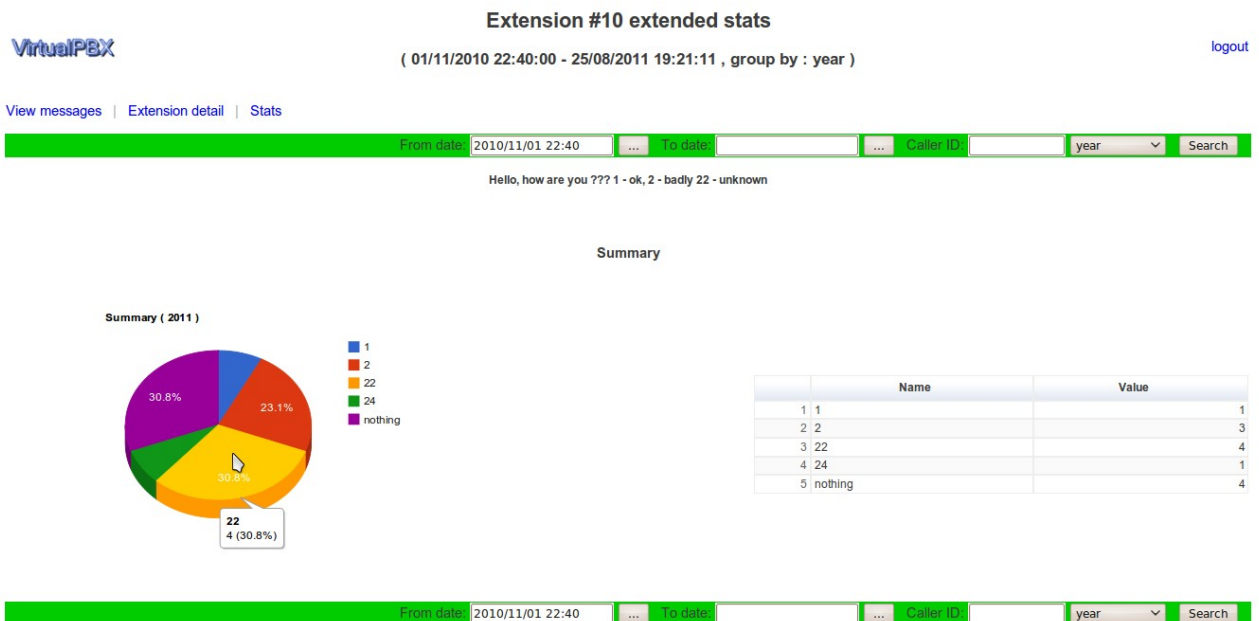 Extension #10 extended stats
VirtualPBX
logout
( 01/11/2010 22:40:00 - 25/08/2011 19:21:11 , group by : year )
View messages | Extension detail | Stats
From date: 2010/11/01 22:40 ... To date: ... Caller ID: year Search
Hello, how are you ??? 1 - ok, 2 - badly 22 - unknown
Summary
Summary ( 2011 )
1
2
22
24
nothing
30.8%
23.1%
30.8%
22
4 (30.8%)
Name Value
1 1 1
2 2 3
3 22 4
4 24 1
5 nothing 4
From date: 2010/11/01 22:40 ... To date: ... Caller ID: year Search